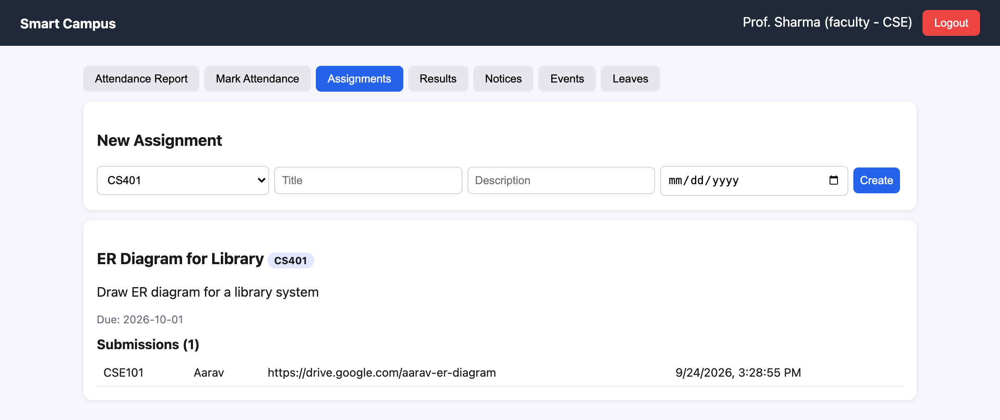 Smart Campus
Prof. Sharma (faculty - CSE)
Logout
Attendance Report
Mark Attendance
Assignments
Results
Notices
Events
Leaves
New Assignment
CS401
Title
Description
mm/dd/yyyy
Create
ER Diagram for Library CS401
Draw ER diagram for a library system
Due: 2026-10-01
Submissions (1)
CSE101 Aarav https://drive.google.com/aarav-er-diagram 9/24/2026, 3:28:55 PM